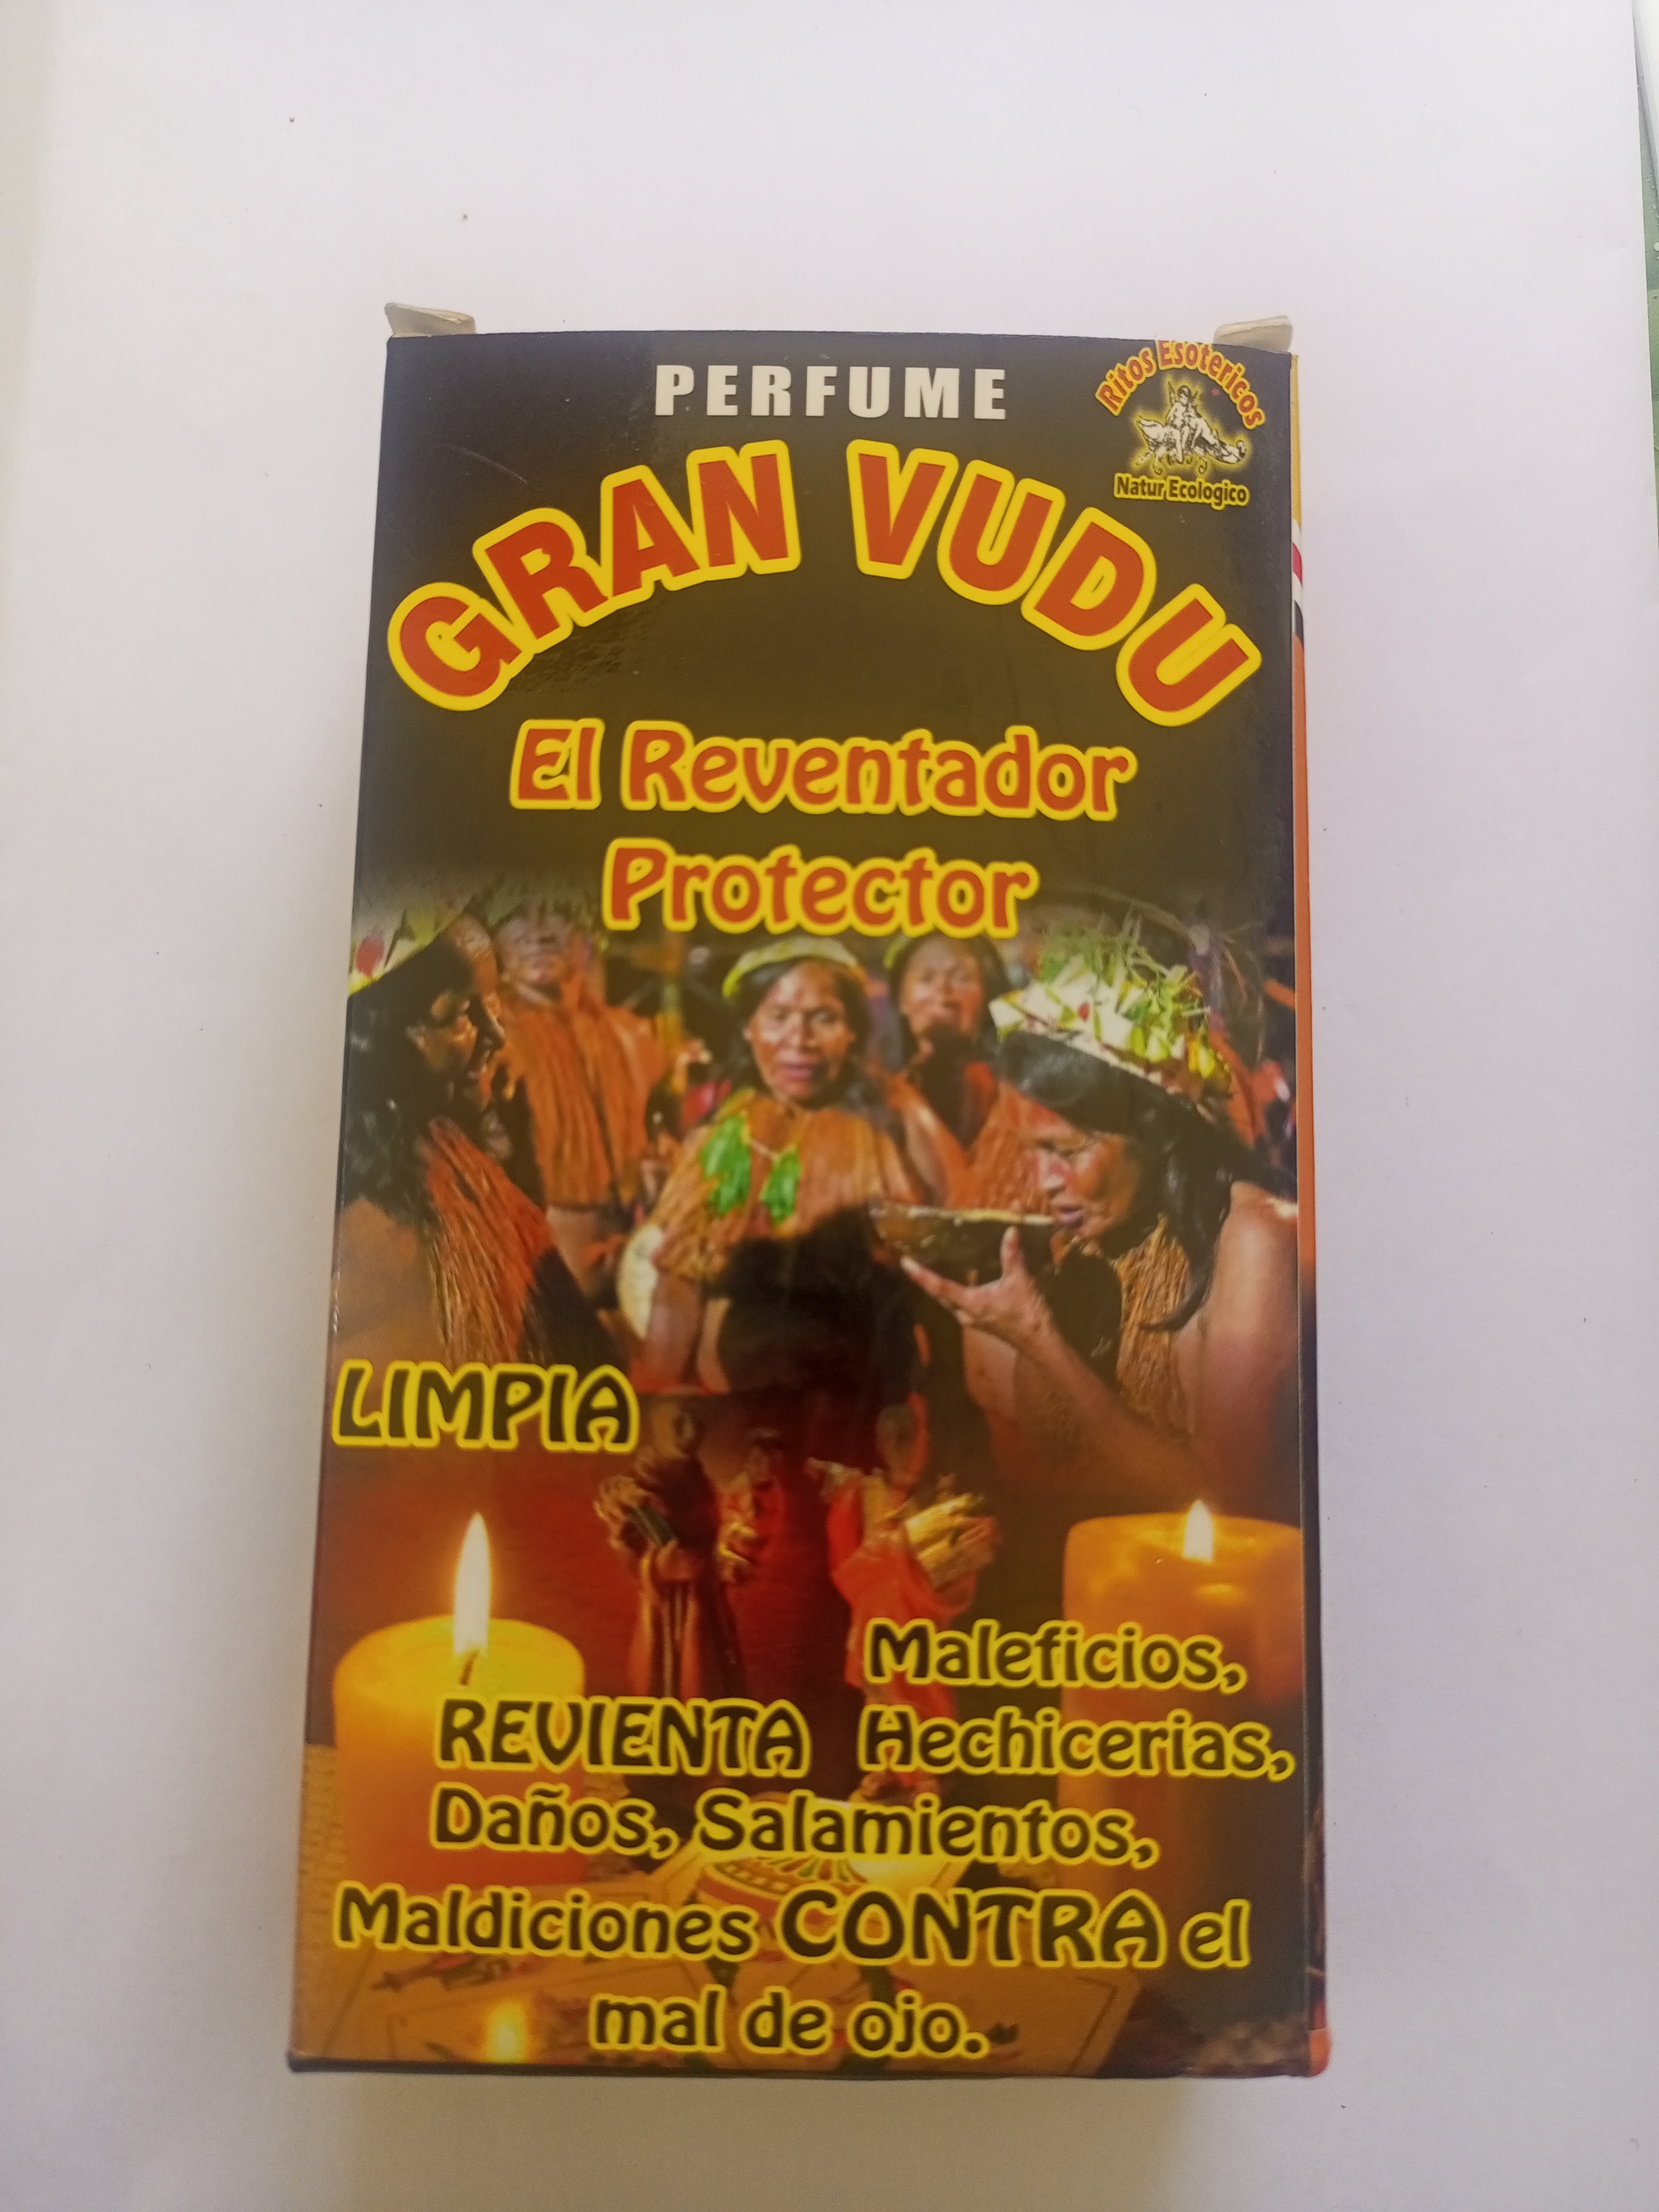 PERFUME
Ritos Esotericos
Natur Ecologico
GRAN VUDU
El Reventador
Protector
LIMPIA
Maleficios,
REVIENTA Hechicerias,
Daños, Salamientos,
Maldiciones CONTRA el
mal de ojo.